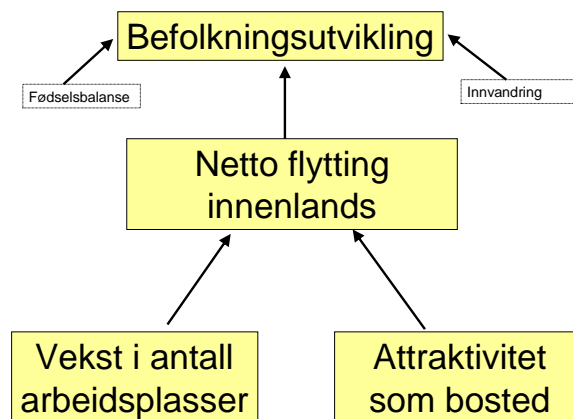 Befolkningsutvikling
Fødselsbalanse
Innvandring
Netto flytting
innenlands
Vekst i antall
arbeidsplasser
Attraktivitet
som bosted